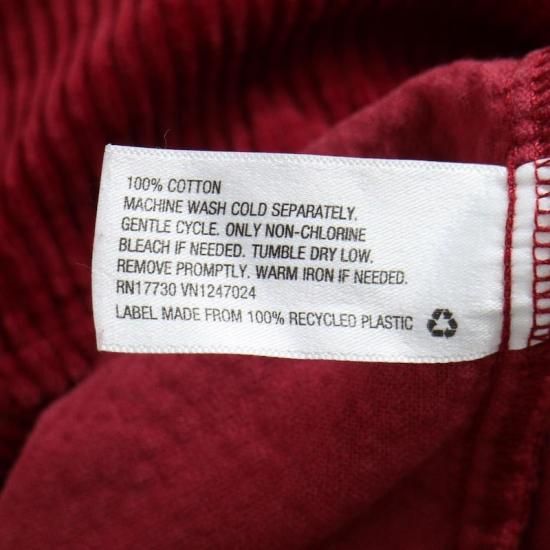 100% COTTON
MACHINE WASH COLD SEPARATELY.
GENTLE CYCLE. ONLY NON-CHLORINE
BLEACH IF NEEDED. TUMBLE DRY LOW.
REMOVE PROMPTLY. WARM IRON IF NEEDED.
RN17730 VN1247024
LABEL MADE FROM 100% RECYCLED PLASTIC